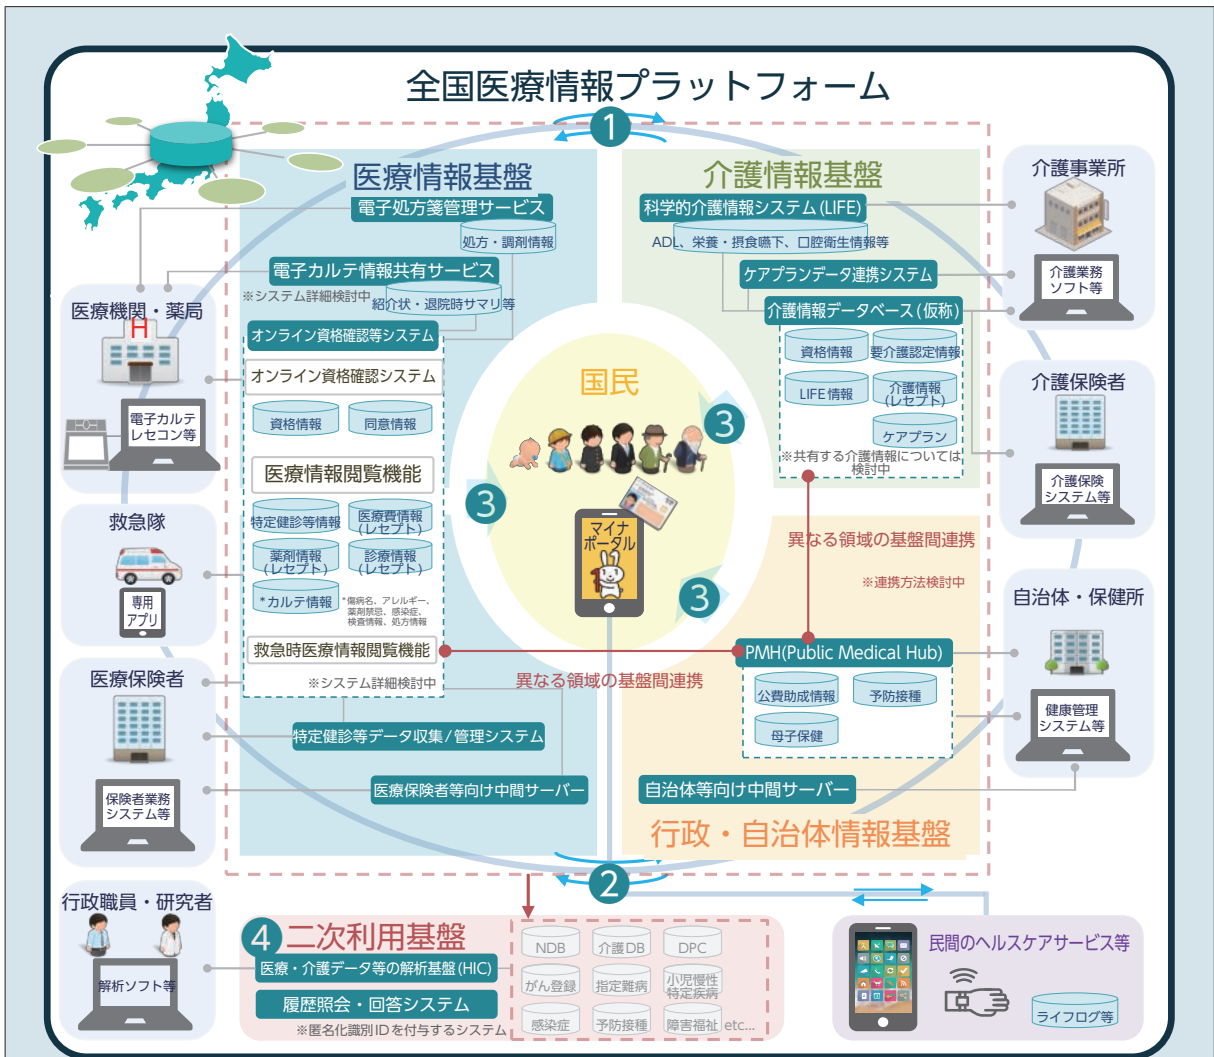 全国医療情報プラットフォーム
1
医療情報基盤
電子処方箋管理サービス
処方・調剤情報
電子カルテ情報共有サービス
※システム詳細検討中
紹介状・退院時サマリ等
オンライン資格確認等システム
オンライン資格確認システム
資格情報
同意情報
医療情報閲覧機能
特定健診等情報
医療費情報
(レセプト)
薬剤情報
(レセプト)
診療情報
(レセプト)
*カルテ情報
*傷病名、アレルギー、
薬剤禁忌、感染症、
検査情報、処方情報
救急時医療情報閲覧機能
※システム詳細検討中
特定健診等データ収集/管理システム
医療保険者等向け中間サーバー
介護情報基盤
科学的介護情報システム(LIFE)
ADL、栄養・摂食嚥下、口腔衛生情報等
ケアプランデータ連携システム
介護情報データベース(仮称)
資格情報
要介護認定情報
LIFE情報
介護情報
(レセプト)
ケアプラン
※共有する介護情報については
検討中
国民
3
3
3
マイナ
ポータル
異なる領域の基盤間連携
※連携方法検討中
異なる領域の基盤間連携
PMH(Public Medical Hub)
公費助成情報
予防接種
母子保健
自治体等向け中間サーバー
行政・自治体情報基盤
2
医療機関・薬局
H
電子カルテ
レセコン等
救急隊
専用
アプリ
医療保険者
保険者業務
システム等
行政職員・研究者
解析ソフト等
介護事業所
介護業務
ソフト等
介護保険者
介護保険
システム等
自治体・保健所
健康管理
システム等
4 二次利用基盤
医療・介護データ等の解析基盤(HIC)
履歴照会・回答システム
※匿名化識別IDを付与するシステム
NDB
介護DB
DPC
がん登録
指定難病
小児慢性
特定疾病
感染症
予防接種
障害福祉
etc...
民間のヘルスケアサービス等
ライフログ等